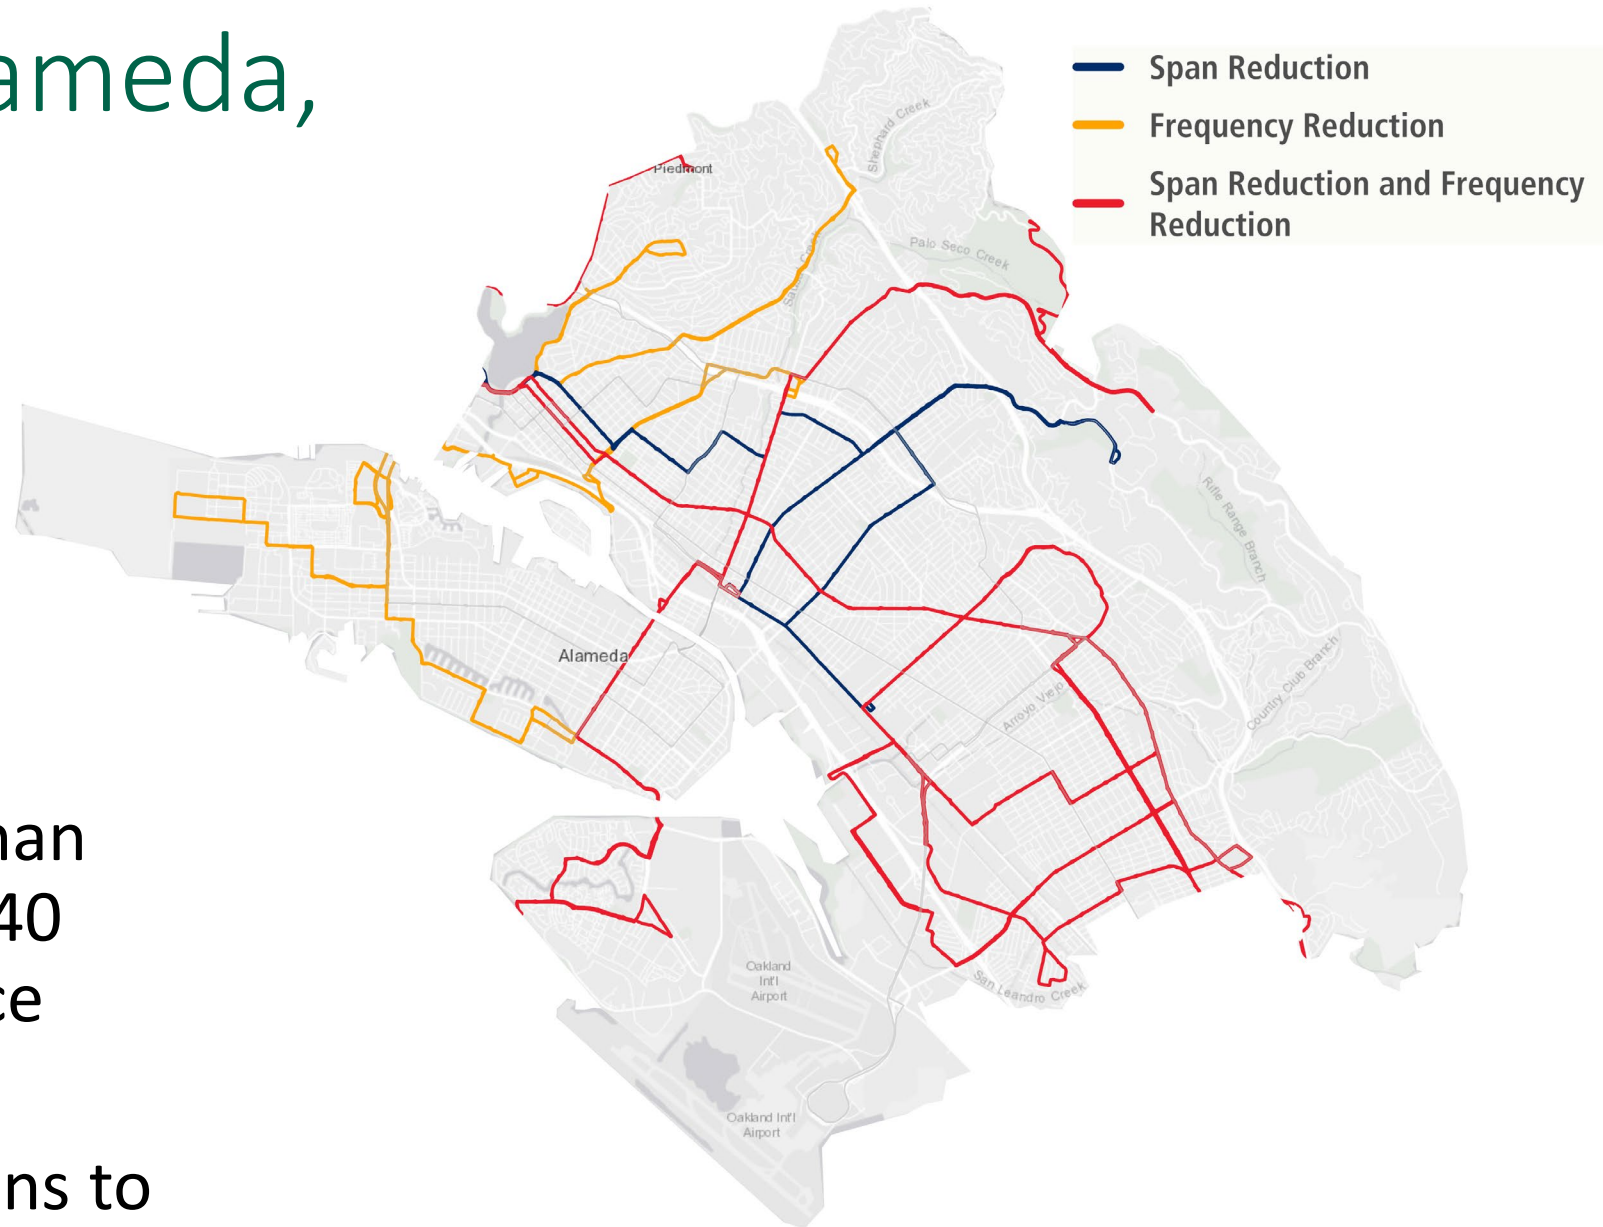 ameda,
Span Reduction
Frequency Reduction
Span Reduction and Frequency
Reduction
Shephard Creek
Piedmont
Palo Seco Creek
Rifle Range Branch
Alameda
Country Club Branch
Arroyo Viejo
han
40
ce
ns to
Oakland
Int'l
Airport
San Leandro Creek
Oakland Int'l
Airport